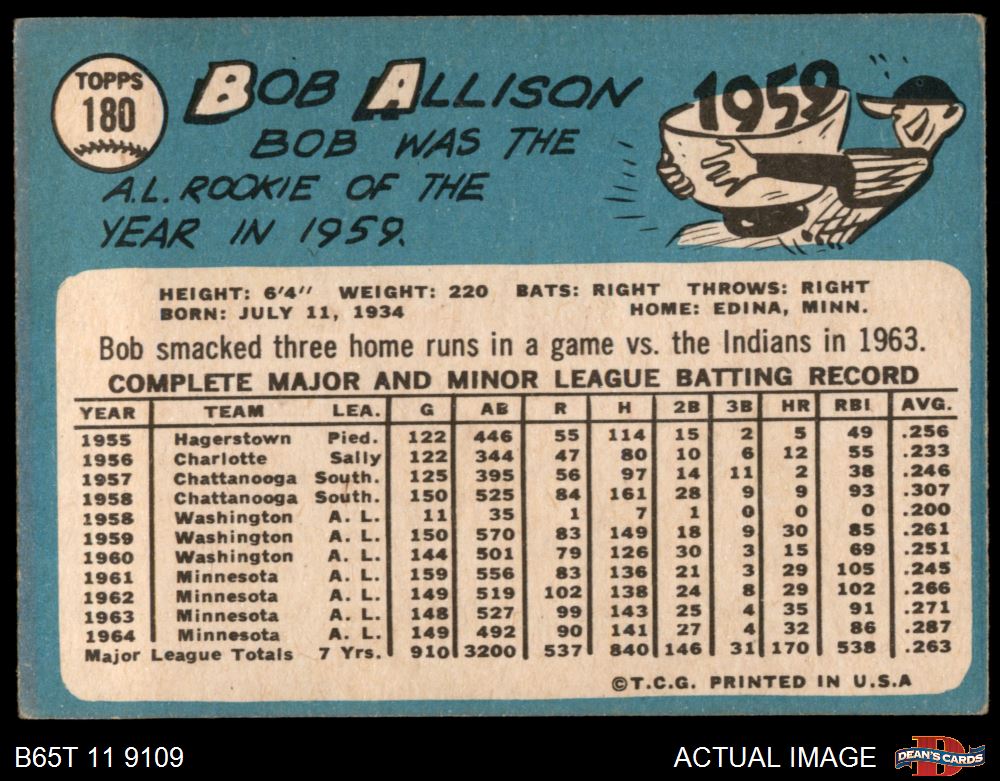 TOPPS
180
BOB ALLISON
BOB WAS THE
A.L. ROOKIE OF THE
YEAR IN 1959.
1959
HEIGHT: 6'4" WEIGHT: 220 BATS: RIGHT THROWS: RIGHT
BORN: JULY 11, 1934 HOME: EDINA, MINN.
Bob smacked three home runs in a game vs. the Indians in 1963.
COMPLETE MAJOR AND MINOR LEAGUE BATTING RECORD
YEAR TEAM LEA. G AB R H 2B 3B HR RBI AVG.
1955 Hagerstown Pied. 122 446 55 114 15 2 5 49 .256
1956 Charlotte Sally 122 344 47 80 10 6 12 55 .233
1957 Chattanooga South. 125 395 56 97 14 11 2 38 .246
1958 Chattanooga South. 150 525 84 161 28 9 9 93 .307
1958 Washington A. L. 11 35 1 7 1 0 0 0 .200
1959 Washington A. L. 150 570 83 149 18 9 30 85 .261
1960 Washington A. L. 144 501 79 126 30 3 15 69 .251
1961 Minnesota A. L. 159 556 83 136 21 3 29 105 .245
1962 Minnesota A. L. 149 519 102 138 24 8 29 102 .266
1963 Minnesota A. L. 148 527 99 143 25 4 35 91 .271
1964 Minnesota A. L. 149 492 90 141 27 4 32 86 .287
Major League Totals 7 Yrs. 910 3200 537 840 146 31 170 538 .263
©T.C.G. PRINTED IN U.S.A
B65T 11 9109 ACTUAL IMAGE DEAN'S CARDS